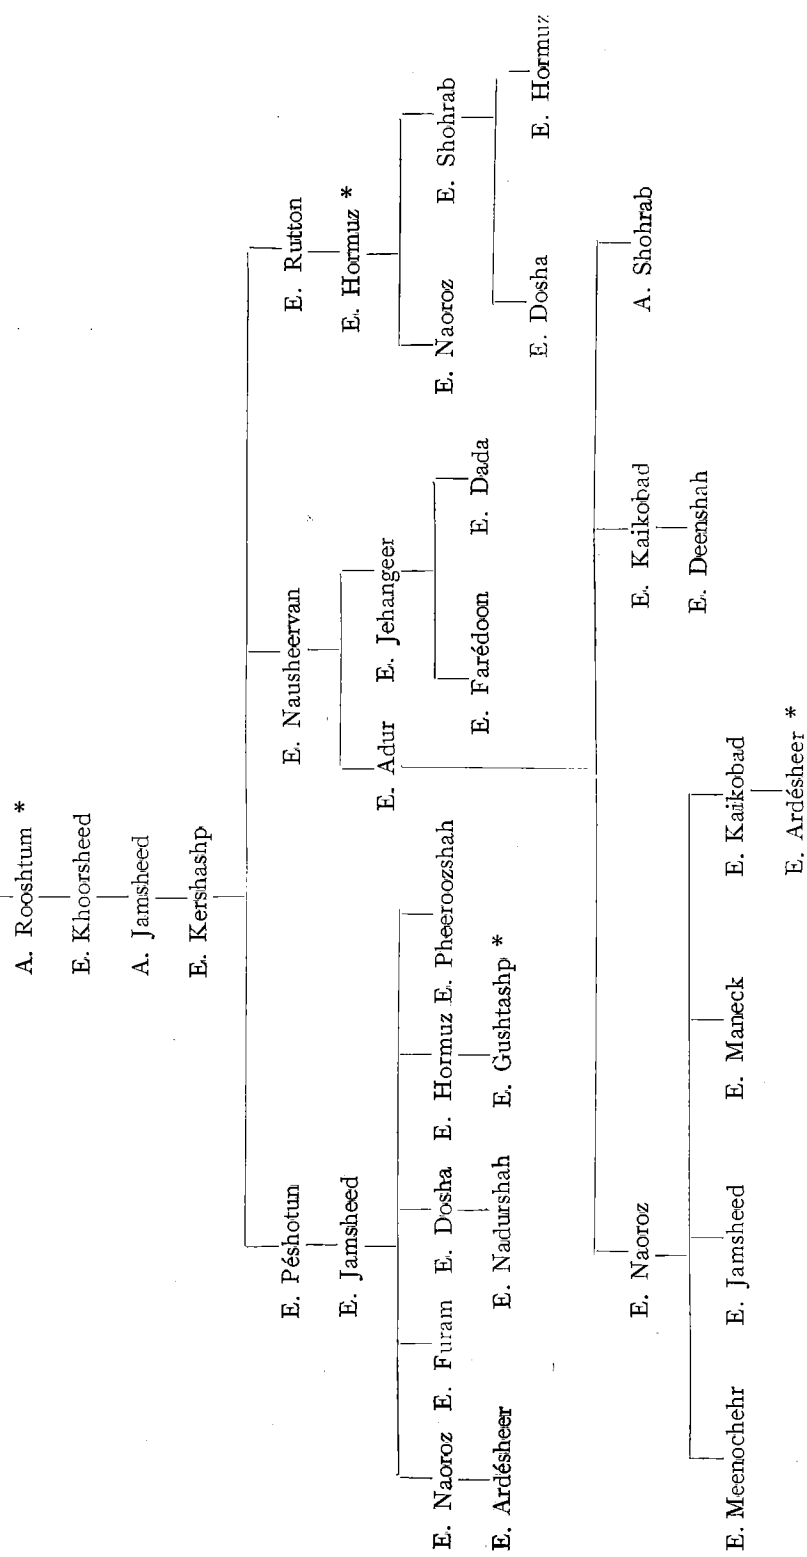 A. Rooshtum *
E. Khoorsheed
A. Jamsheed
E. Kershashp
E. Péshotun E. Nausheervan E. Rutton
E. Jamsheed E. Hormuz *
E. Adur E. Jehangeer
E. Naoroz E. Furam E. Dosha E. Hormuz E. Pheeroozshah E. Naoroz E. Shohrab
E. Farédoon E. Dada
E. Ardésheer E. Nadurshah E. Gushtashp *
E. Dosha E. Hormuz
E. Naoroz E. Kaikobad A. Shohrab
E. Deenshah
E. Meenochehr E. Jamsheed E. Maneck E. Kaikobad
E. Ardésheer *